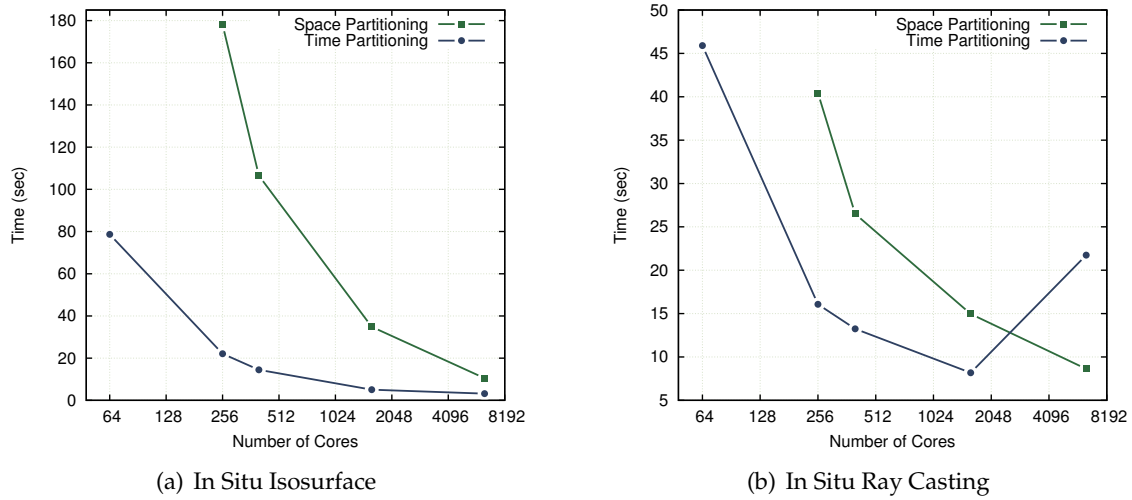 180
160
140
120
100
80
60
40
20
0
Time (sec)
Space Partitioning
Time Partitioning
64 128 256 512 1024 2048 4096 8192
Number of Cores
(a) In Situ Isosurface
50
45
40
35
30
25
20
15
10
5
Time (sec)
Space Partitioning
Time Partitioning
64 128 256 512 1024 2048 4096 8192
Number of Cores
(b) In Situ Ray Casting